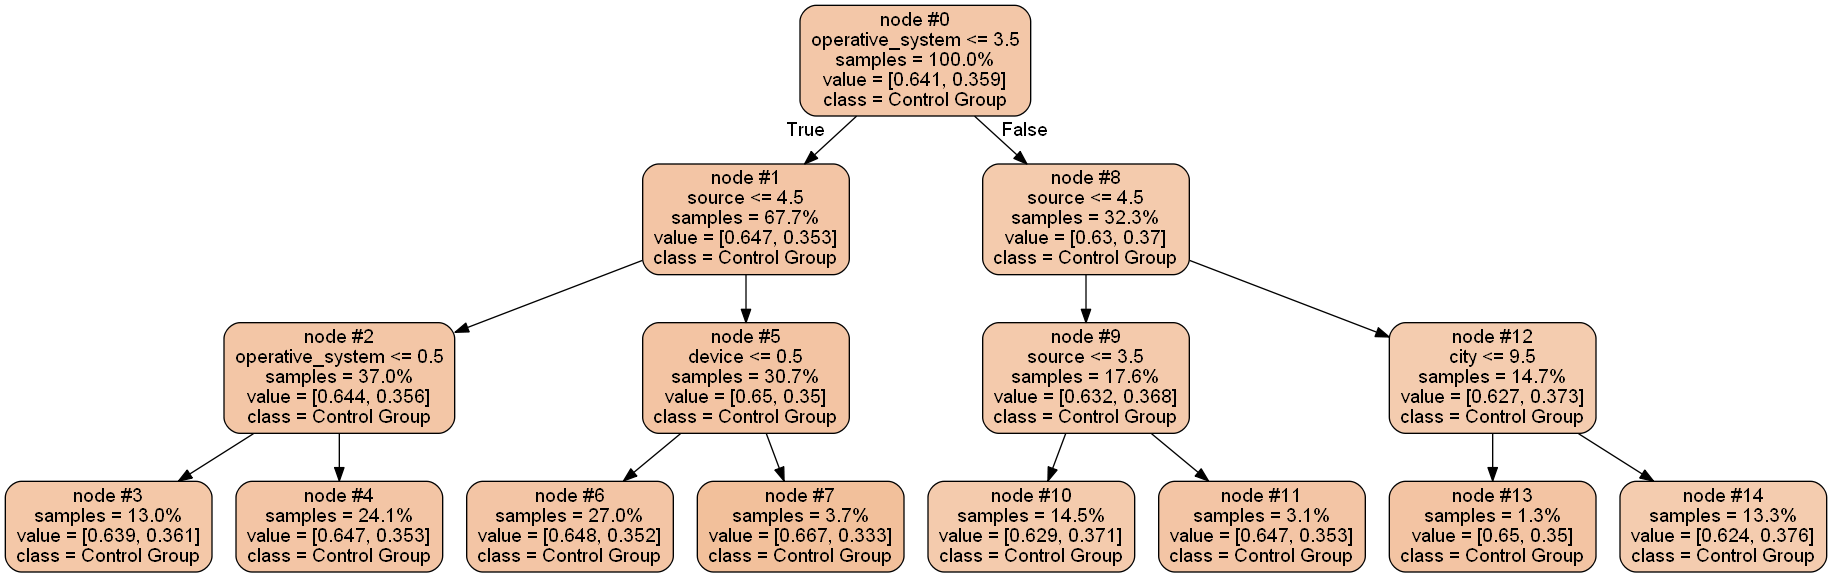 node #0
operative_system <= 3.5
samples = 100.0%
value = [0.641, 0.359]
class = Control Group
True
False
node #1
source <= 4.5
samples = 67.7%
value = [0.647, 0.353]
class = Control Group
node #8
source <= 4.5
samples = 32.3%
value = [0.63, 0.37]
class = Control Group
node #2
operative_system <= 0.5
samples = 37.0%
value = [0.644, 0.356]
class = Control Group
node #5
device <= 0.5
samples = 30.7%
value = [0.65, 0.35]
class = Control Group
node #9
source <= 3.5
samples = 17.6%
value = [0.632, 0.368]
class = Control Group
node #12
city <= 9.5
samples = 14.7%
value = [0.627, 0.373]
class = Control Group
node #3
samples = 13.0%
value = [0.639, 0.361]
class = Control Group
node #4
samples = 24.1%
value = [0.647, 0.353]
class = Control Group
node #6
samples = 27.0%
value = [0.648, 0.352]
class = Control Group
node #7
samples = 3.7%
value = [0.667, 0.333]
class = Control Group
node #10
samples = 14.5%
value = [0.629, 0.371]
class = Control Group
node #11
samples = 3.1%
value = [0.647, 0.353]
class = Control Group
node #13
samples = 1.3%
value = [0.65, 0.35]
class = Control Group
node #14
samples = 13.3%
value = [0.624, 0.376]
class = Control Group